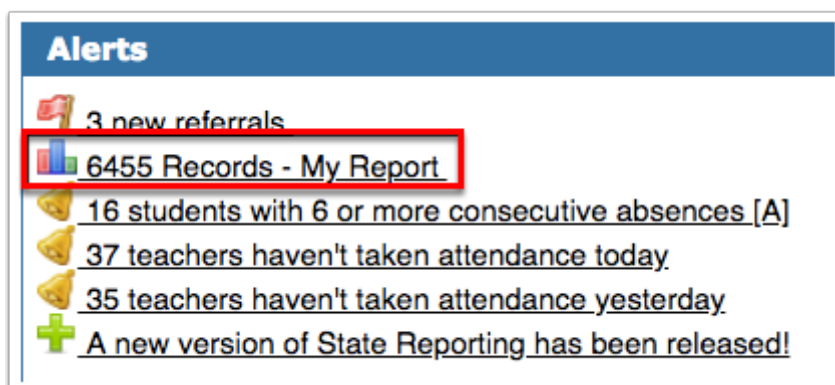 Alerts
3 new referrals
6455 Records - My Report
16 students with 6 or more consecutive absences [A]
37 teachers haven't taken attendance today
35 teachers haven't taken attendance yesterday
A new version of State Reporting has been released!